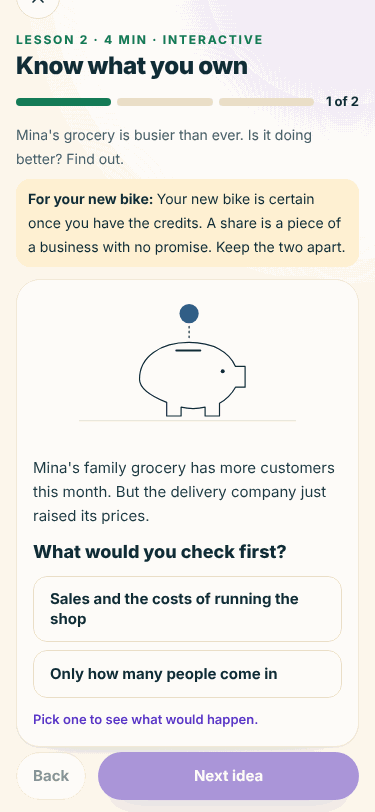 LESSON 2 · 4 MIN · INTERACTIVE
Know what you own
1 of 2
Mina's grocery is busier than ever. Is it doing
better? Find out.
For your new bike: Your new bike is certain
once you have the credits. A share is a piece of
a business with no promise. Keep the two apart.
Mina's family grocery has more customers
this month. But the delivery company just
raised its prices.
What would you check first?
Sales and the costs of running the
shop
Only how many people come in
Pick one to see what would happen.
Back
Next idea